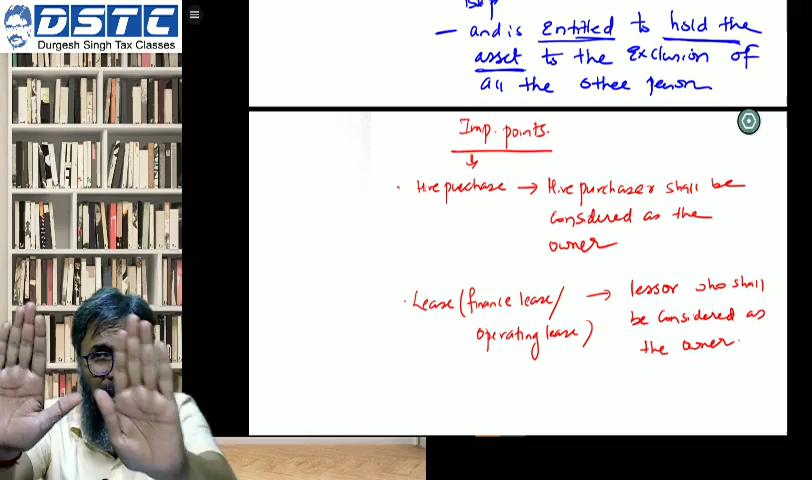 DSTC
Durgesh Singh Tax Classes
- and is Entitled to hold the
asset to the Exclusion of
all the other person
Imp. points.
Hire purchase → Hire purchaser shall be
considered as the
owner
Lease (finance lease/
operating lease) → lessor who shall
be considered as
the owner.